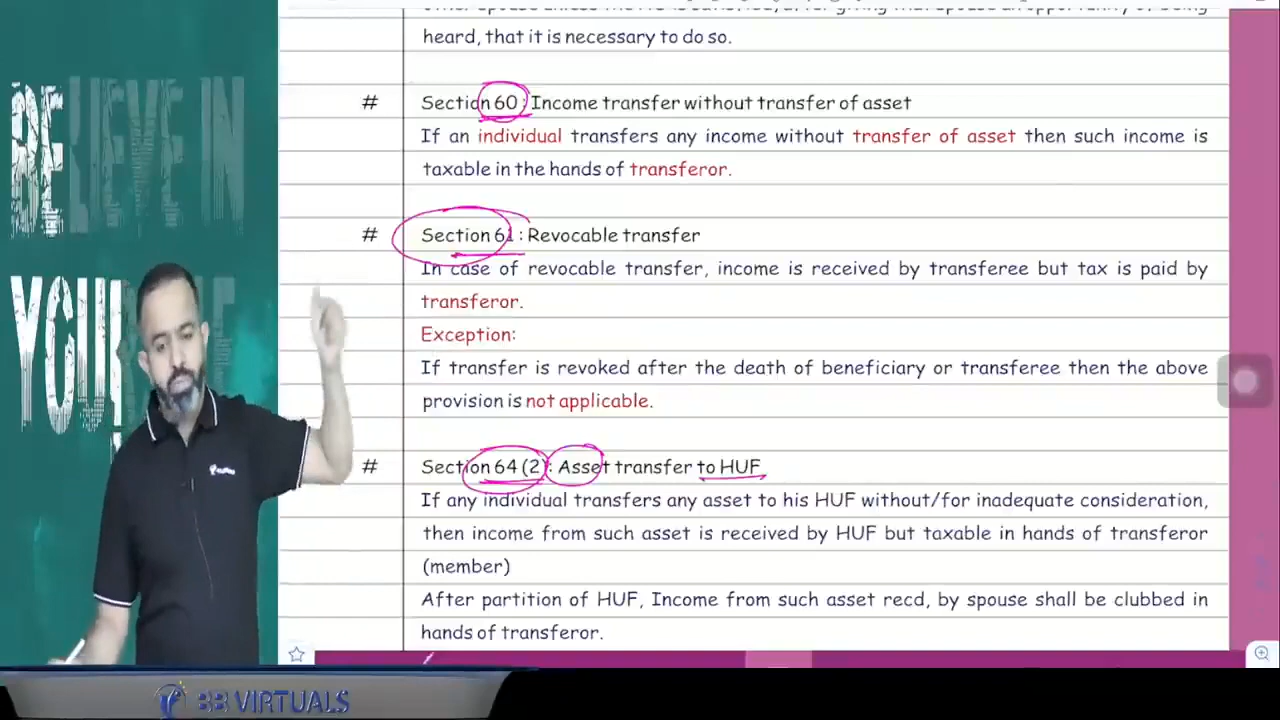 BELIEVE IN
YOUR
heard, that it is necessary to do so.
# Section 60: Income transfer without transfer of asset
If an individual transfers any income without transfer of asset then such income is
taxable in the hands of transferor.
# Section 61: Revocable transfer
In case of revocable transfer, income is received by transferee but tax is paid by
transferor.
Exception:
If transfer is revoked after the death of beneficiary or transferee then the above
provision is not applicable.
# Section 64 (2): Asset transfer to HUF
If any individual transfers any asset to his HUF without/for inadequate consideration,
then income from such asset is received by HUF but taxable in hands of transferor
(member)
After partition of HUF, Income from such asset recd, by spouse shall be clubbed in
hands of transferor.
BB VIRTUALS